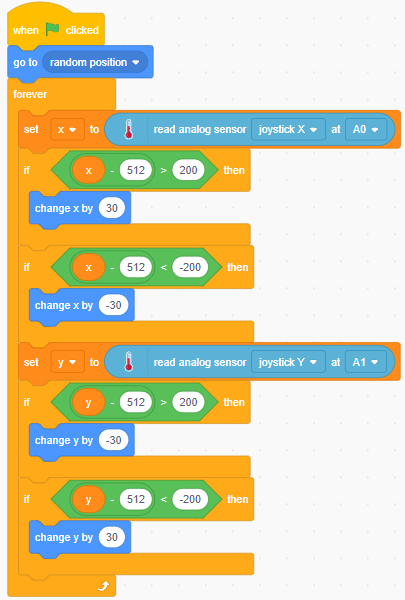 when clicked
go to random position
forever
set x to read analog sensor joystick X at A0
if x - 512 > 200 then
change x by 30
if x - 512 < -200 then
change x by -30
set y to read analog sensor joystick Y at A1
if y - 512 > 200 then
change y by -30
if y - 512 < -200 then
change y by 30